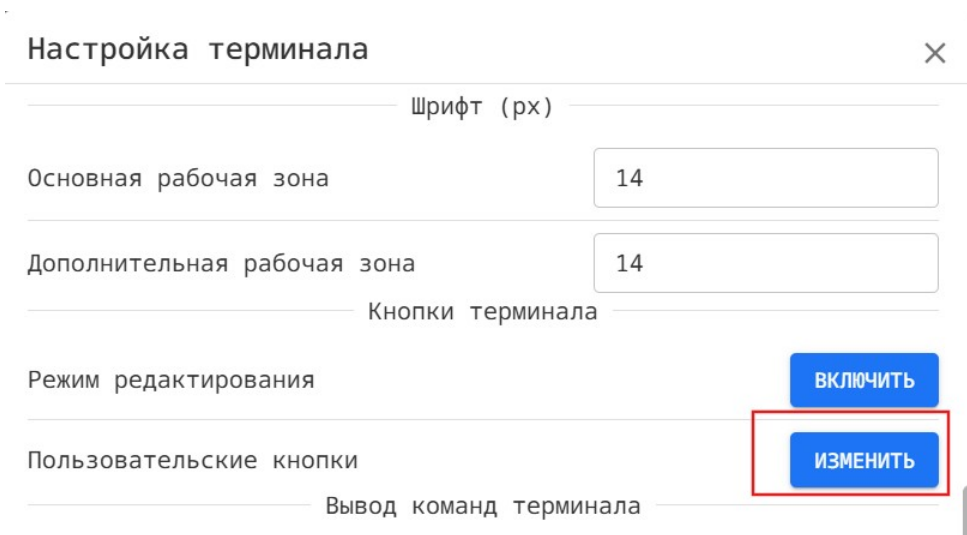 Настройка терминала
Шрифт (px)
Основная рабочая зона 14
Дополнительная рабочая зона 14
Кнопки терминала
Режим редактирования ВКЛЮЧИТЬ
Пользовательские кнопки ИЗМЕНИТЬ
Вывод команд терминала